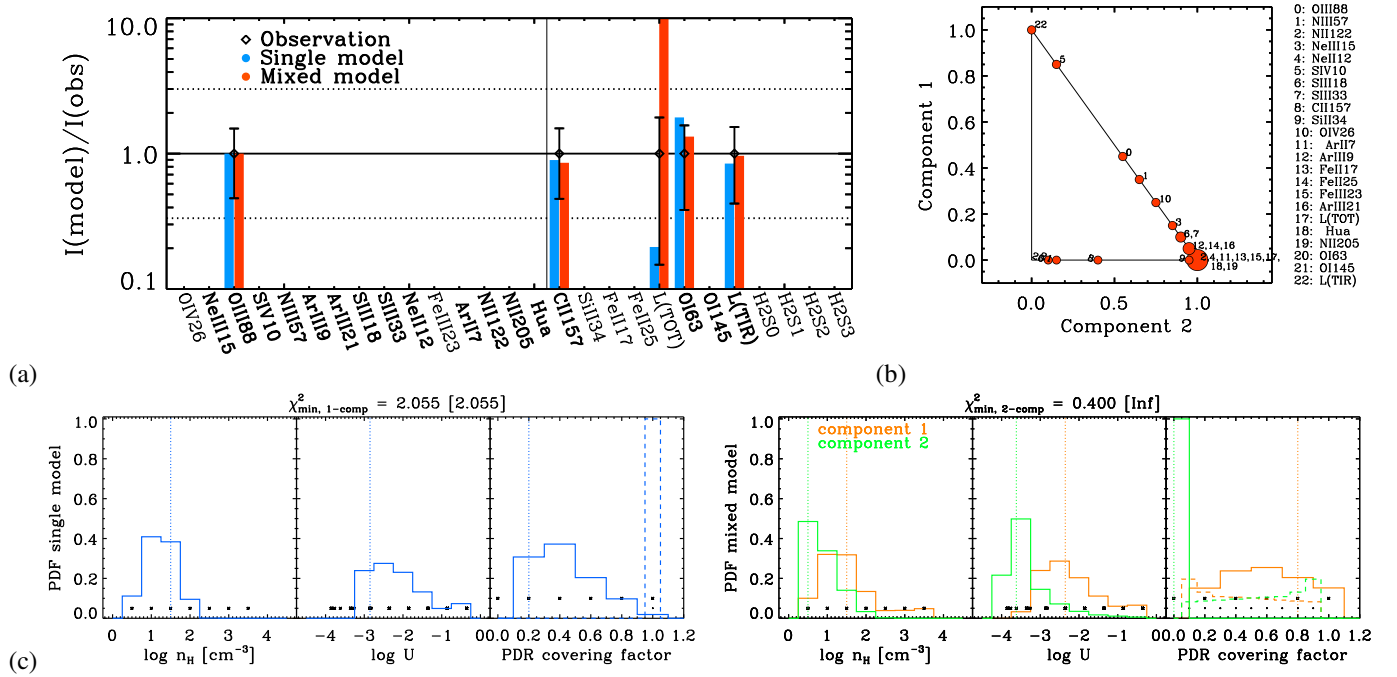 10.0
1.0
0.1
I(model)/I(obs)
Observation
Single model
Mixed model
OIV26
NeIII15
OIII88
SIV10
NIII57
ArIII9
ArIII21
SIII18
SIII33
NeII12
FeIII23
ArII7
NII122
NII205
Hua
CII157
SiII34
FeII17
FeII25
L(TOT)
OI63
OI145
L(TIR)
H2S0
H2S1
H2S2
H2S3
(a)
1.0
0.8
0.6
0.4
0.2
0.0
Component 1
22
5
0
1
10
3
6,7
12,14,16
2,4,11,13,15,17,
18,19
8
9
0.0 0.5 1.0
Component 2
0: OIII88
1: NIII57
2: NII122
3: NeIII15
4: NeII12
5: SIV10
6: SIII18
7: SIII33
8: CII157
9: SiII34
10: OIV26
11: ArII7
12: ArIII9
13: FeII17
14: FeII25
15: FeIII23
16: ArIII21
17: L(TOT)
18: Hua
19: NII205
20: OI63
21: OI145
22: L(TIR)
(b)
χ²min, 1-comp = 2.055 [2.055]
1.0
0.8
0.6
0.4
0.2
0.0
PDF single model
0 1 2 3 4
-4 -3 -2 -1
0.0 0.2 0.4 0.6 0.8 1.0 1.2
log nH [cm⁻³]
log U
PDR covering factor
χ²min, 2-comp = 0.400 [Inf]
component 1
component 2
1.0
0.8
0.6
0.4
0.2
0.0
PDF mixed model
0 1 2 3 4
-4 -3 -2 -1
0.0 0.2 0.4 0.6 0.8 1.0 1.2
log nH [cm⁻³]
log U
PDR covering factor
(c)